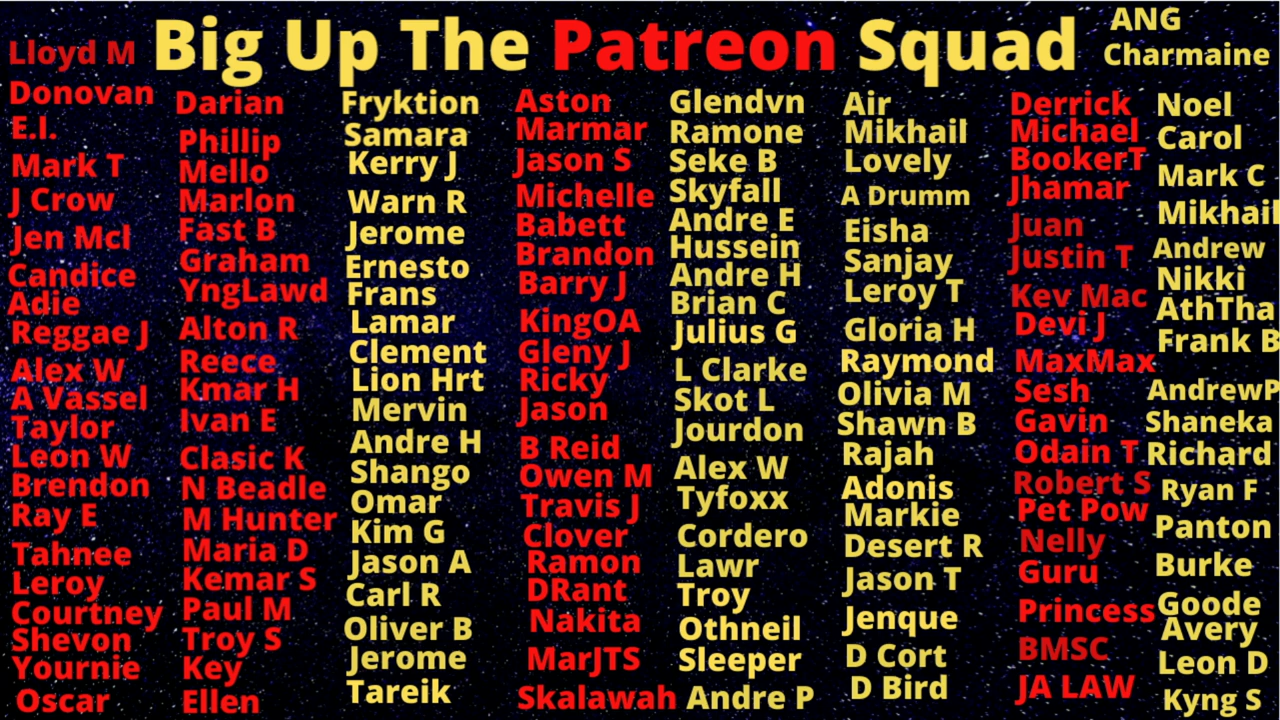 Big Up The Patreon Squad
Lloyd M
Donovan
E.I.
Mark T
J Crow
Jen Mcl
Candice
Adie
Reggae J
Alex W
A Vassel
Taylor
Leon W
Brendon
Ray E
Tahnee
Leroy
Courtney
Shevon
Yournie
Oscar
Darian
Phillip
Mello
Marlon
Fast B
Graham
YngLawd
Alton R
Reece
Kmar H
Ivan E
Clasic K
N Beadle
M Hunter
Maria D
Kemar S
Paul M
Troy S
Key
Ellen
Fryktion
Samara
Kerry J
Warn R
Jerome
Ernesto
Frans
Lamar
Clement
Lion Hrt
Mervin
Andre H
Shango
Omar
Kim G
Jason A
Carl R
Oliver B
Jerome
Tareik
Aston
Marmar
Jason S
Michelle
Babett
Brandon
Barry J
KingOA
Gleny J
Ricky
Jason
B Reid
Owen M
Travis J
Clover
Ramon
DRant
Nakita
MarJTS
Skalawah
Glendvn
Ramone
Seke B
Skyfall
Andre E
Hussein
Andre H
Brian C
Julius G
L Clarke
Skot L
Jourdon
Alex W
Tyfoxx
Cordero
Lawr
Troy
Othneil
Sleeper
Andre P
Air
Mikhail
Lovely
A Drumm
Eisha
Sanjay
Leroy T
Gloria H
Raymond
Olivia M
Shawn B
Rajah
Adonis
Markie
Desert R
Jason T
Jenque
D Cort
D Bird
Derrick
Michael
BookerT
Jhamar
Juan
Justin T
Kev Mac
Devi J
MaxMax
Sesh
Gavin
Odain T
Robert S
Pet Pow
Nelly
Guru
Princess
BMSC
JA LAW
ANG
Charmaine
Noel
Carol
Mark C
Mikhail
Andrew
Nikki
AthTha
Frank B
AndrewP
Shaneka
Richard
Ryan F
Panton
Burke
Goode
Avery
Leon D
Kyng S